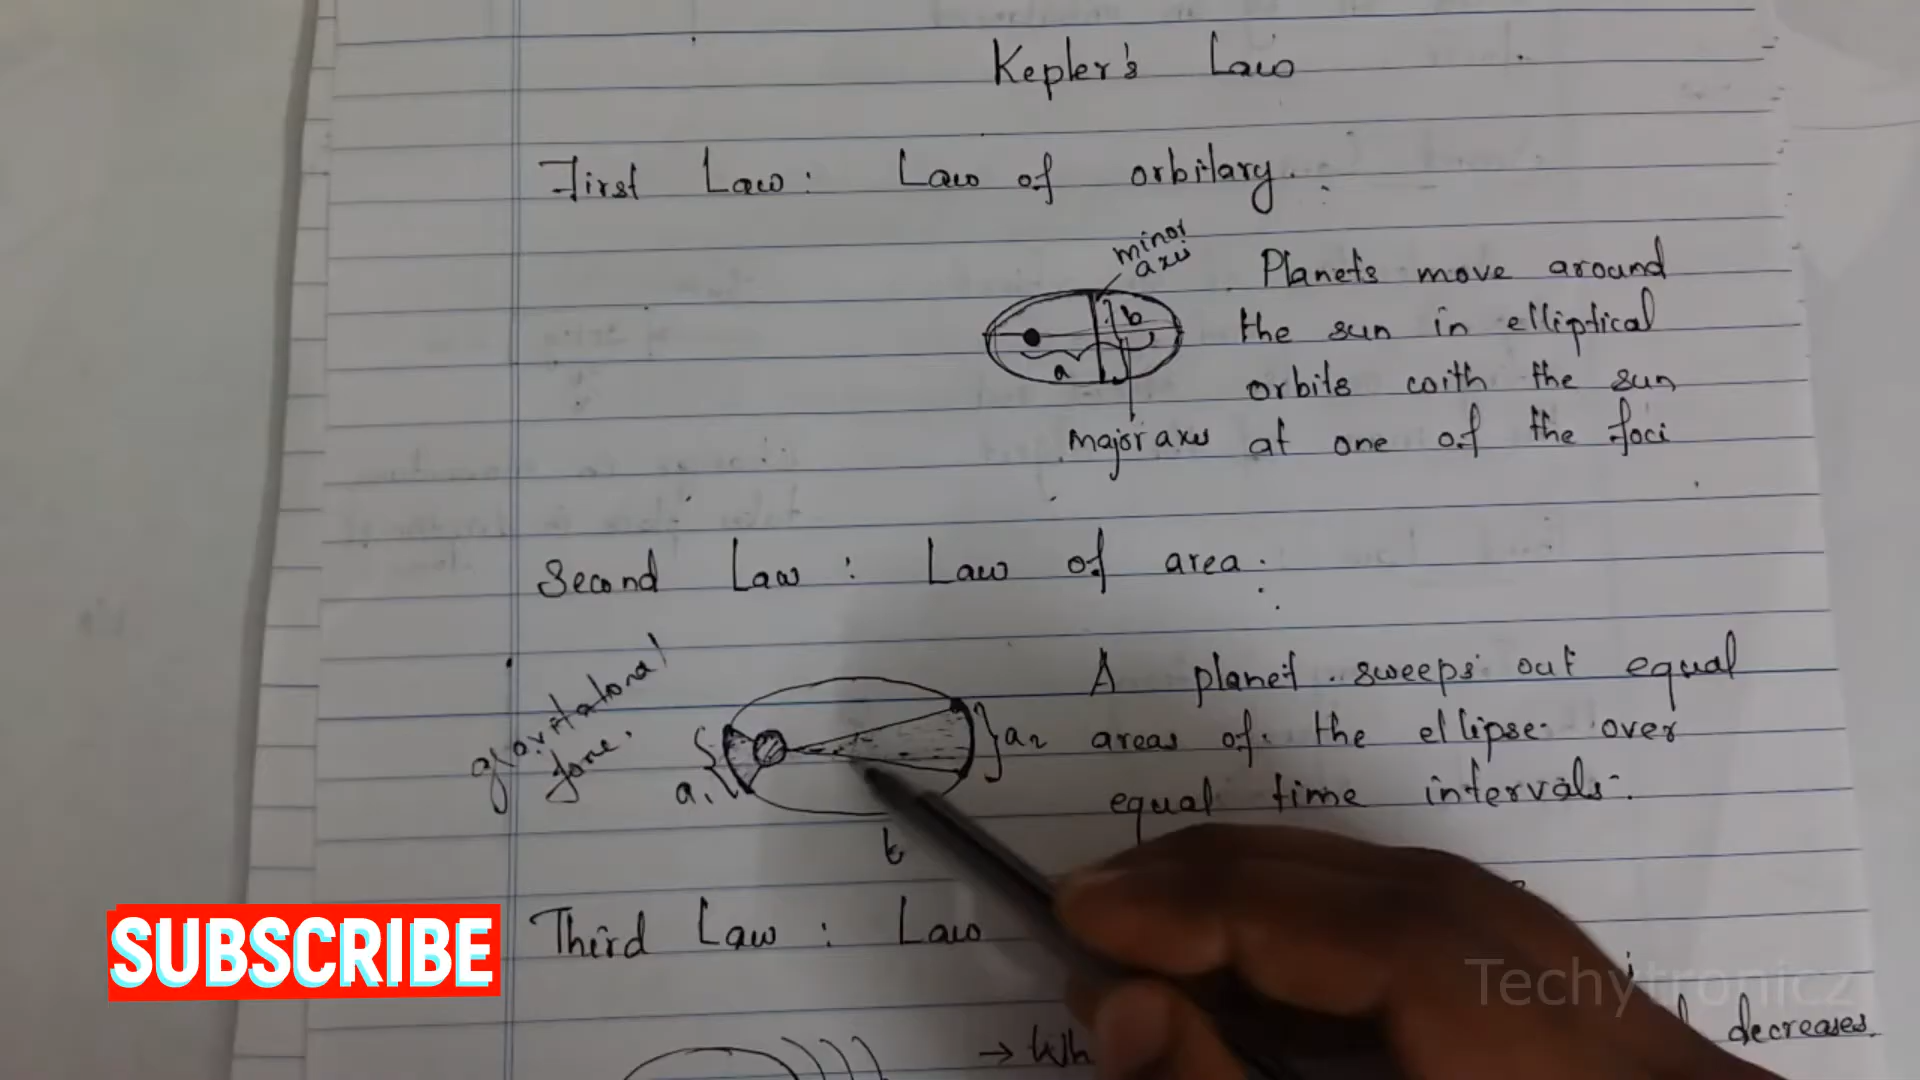 Kepler's Law
First Law : Law of orbitary.
minor
axis
Planets move around
b
the sun in elliptical
a
orbits with the sun
major axis
at one of the foci
Second Law : Law of area.
gravitational
force.
A planet sweeps out equal
a1
a2
areas of the ellipse over
equal time intervals.
t
Third Law : Law
SUBSCRIBE
Techytronicz
decreases
→ Wh